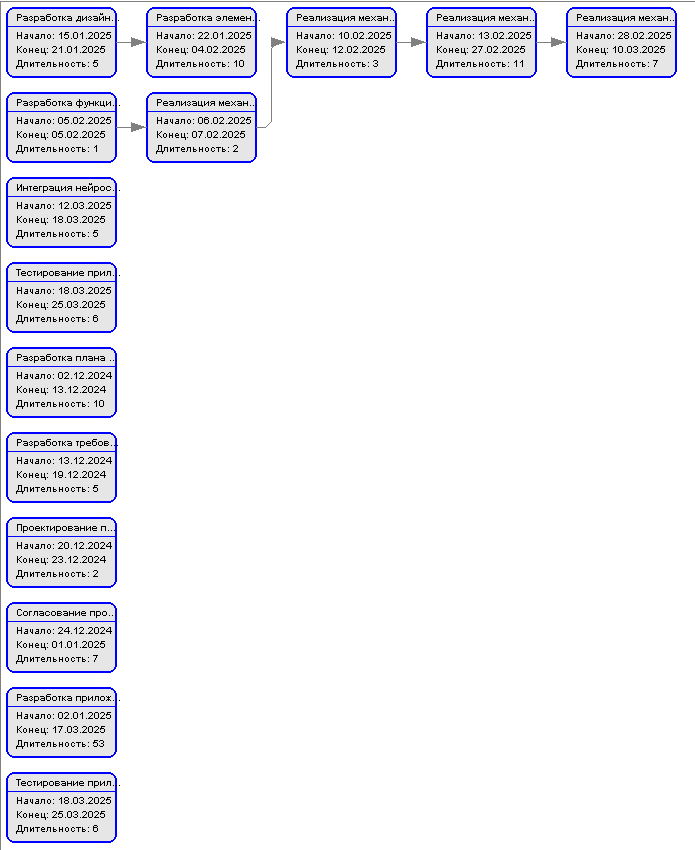 Разработка дизайн...
Начало: 15.01.2025
Конец: 21.01.2025
Длительность: 5
Разработка элемен...
Начало: 22.01.2025
Конец: 04.02.2025
Длительность: 10
Реализация механ...
Начало: 10.02.2025
Конец: 12.02.2025
Длительность: 3
Реализация механ...
Начало: 13.02.2025
Конец: 27.02.2025
Длительность: 11
Реализация механ...
Начало: 28.02.2025
Конец: 10.03.2025
Длительность: 7
Разработка функци...
Начало: 05.02.2025
Конец: 05.02.2025
Длительность: 1
Реализация механ...
Начало: 06.02.2025
Конец: 07.02.2025
Длительность: 2
Интеграция нейрос...
Начало: 12.03.2025
Конец: 18.03.2025
Длительность: 5
Тестирование прил...
Начало: 18.03.2025
Конец: 25.03.2025
Длительность: 6
Разработка плана ...
Начало: 02.12.2024
Конец: 13.12.2024
Длительность: 10
Разработка требов...
Начало: 13.12.2024
Конец: 19.12.2024
Длительность: 5
Проектирование п...
Начало: 20.12.2024
Конец: 23.12.2024
Длительность: 2
Согласование про...
Начало: 24.12.2024
Конец: 01.01.2025
Длительность: 7
Разработка прилож...
Начало: 02.01.2025
Конец: 17.03.2025
Длительность: 53
Тестирование прил...
Начало: 18.03.2025
Конец: 25.03.2025
Длительность: 6